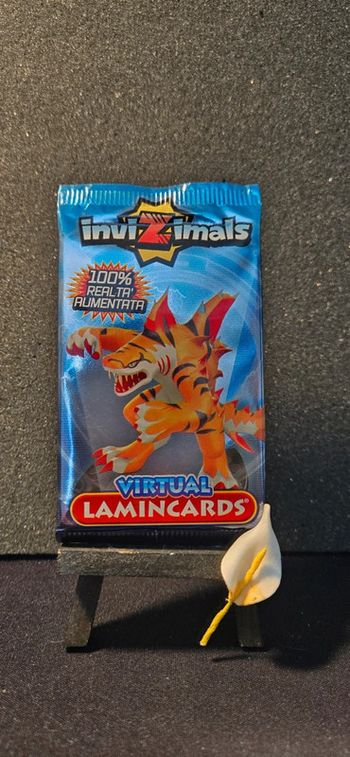 inviZimals
100%
REALTA'
AUMENTATA
VIRTUAL
LAMINCARDS®